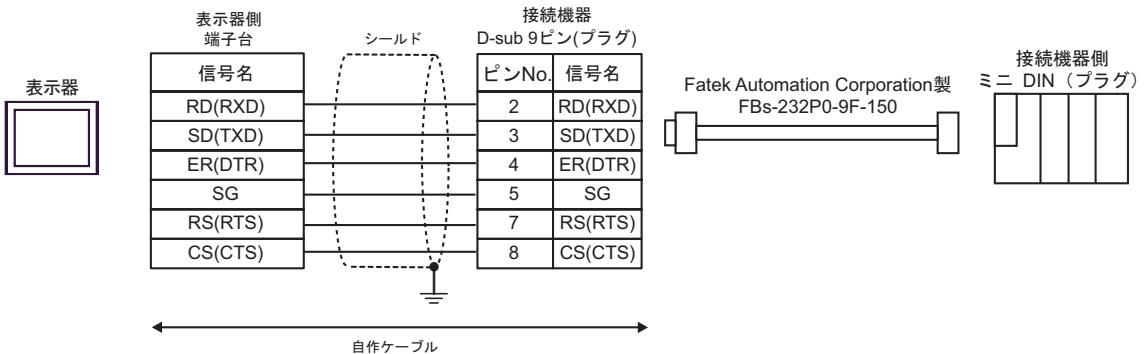 表示器
表示器側
端子台
信号名
RD(RXD)
SD(TXD)
ER(DTR)
SG
RS(RTS)
CS(CTS)
シールド
接続機器
D-sub 9ピン(プラグ)
ピンNo. 信号名
2 RD(RXD)
3 SD(TXD)
4 ER(DTR)
5 SG
7 RS(RTS)
8 CS(CTS)
自作ケーブル
Fatek Automation Corporation製
FBs-232P0-9F-150
接続機器側
ミニ DIN（プラグ）